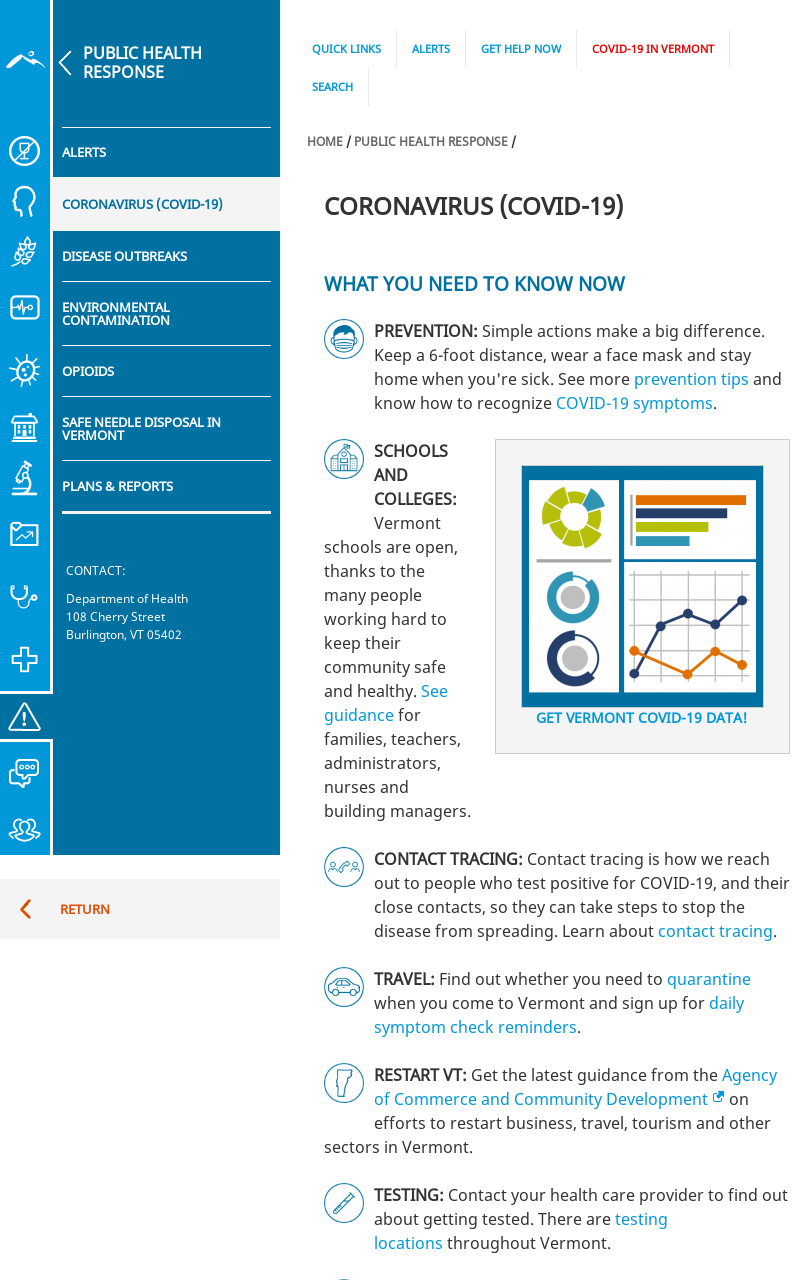 PUBLIC HEALTH
RESPONSE
ALERTS
CORONAVIRUS (COVID-19)
DISEASE OUTBREAKS
ENVIRONMENTAL
CONTAMINATION
OPIOIDS
SAFE NEEDLE DISPOSAL IN
VERMONT
PLANS & REPORTS
CONTACT:
Department of Health
108 Cherry Street
Burlington, VT 05402
RETURN
QUICK LINKS
ALERTS
GET HELP NOW
COVID-19 IN VERMONT
SEARCH
HOME / PUBLIC HEALTH RESPONSE /
CORONAVIRUS (COVID-19)
WHAT YOU NEED TO KNOW NOW
PREVENTION: Simple actions make a big difference.
Keep a 6-foot distance, wear a face mask and stay
home when you're sick. See more prevention tips and
know how to recognize COVID-19 symptoms.
SCHOOLS
AND
COLLEGES:
Vermont
schools are open,
thanks to the
many people
working hard to
keep their
community safe
and healthy. See
guidance for
families, teachers,
administrators,
nurses and
building managers.
GET VERMONT COVID-19 DATA!
CONTACT TRACING: Contact tracing is how we reach
out to people who test positive for COVID-19, and their
close contacts, so they can take steps to stop the
disease from spreading. Learn about contact tracing.
TRAVEL: Find out whether you need to quarantine
when you come to Vermont and sign up for daily
symptom check reminders.
RESTART VT: Get the latest guidance from the Agency
of Commerce and Community Development on
efforts to restart business, travel, tourism and other
sectors in Vermont.
TESTING: Contact your health care provider to find out
about getting tested. There are testing
locations throughout Vermont.